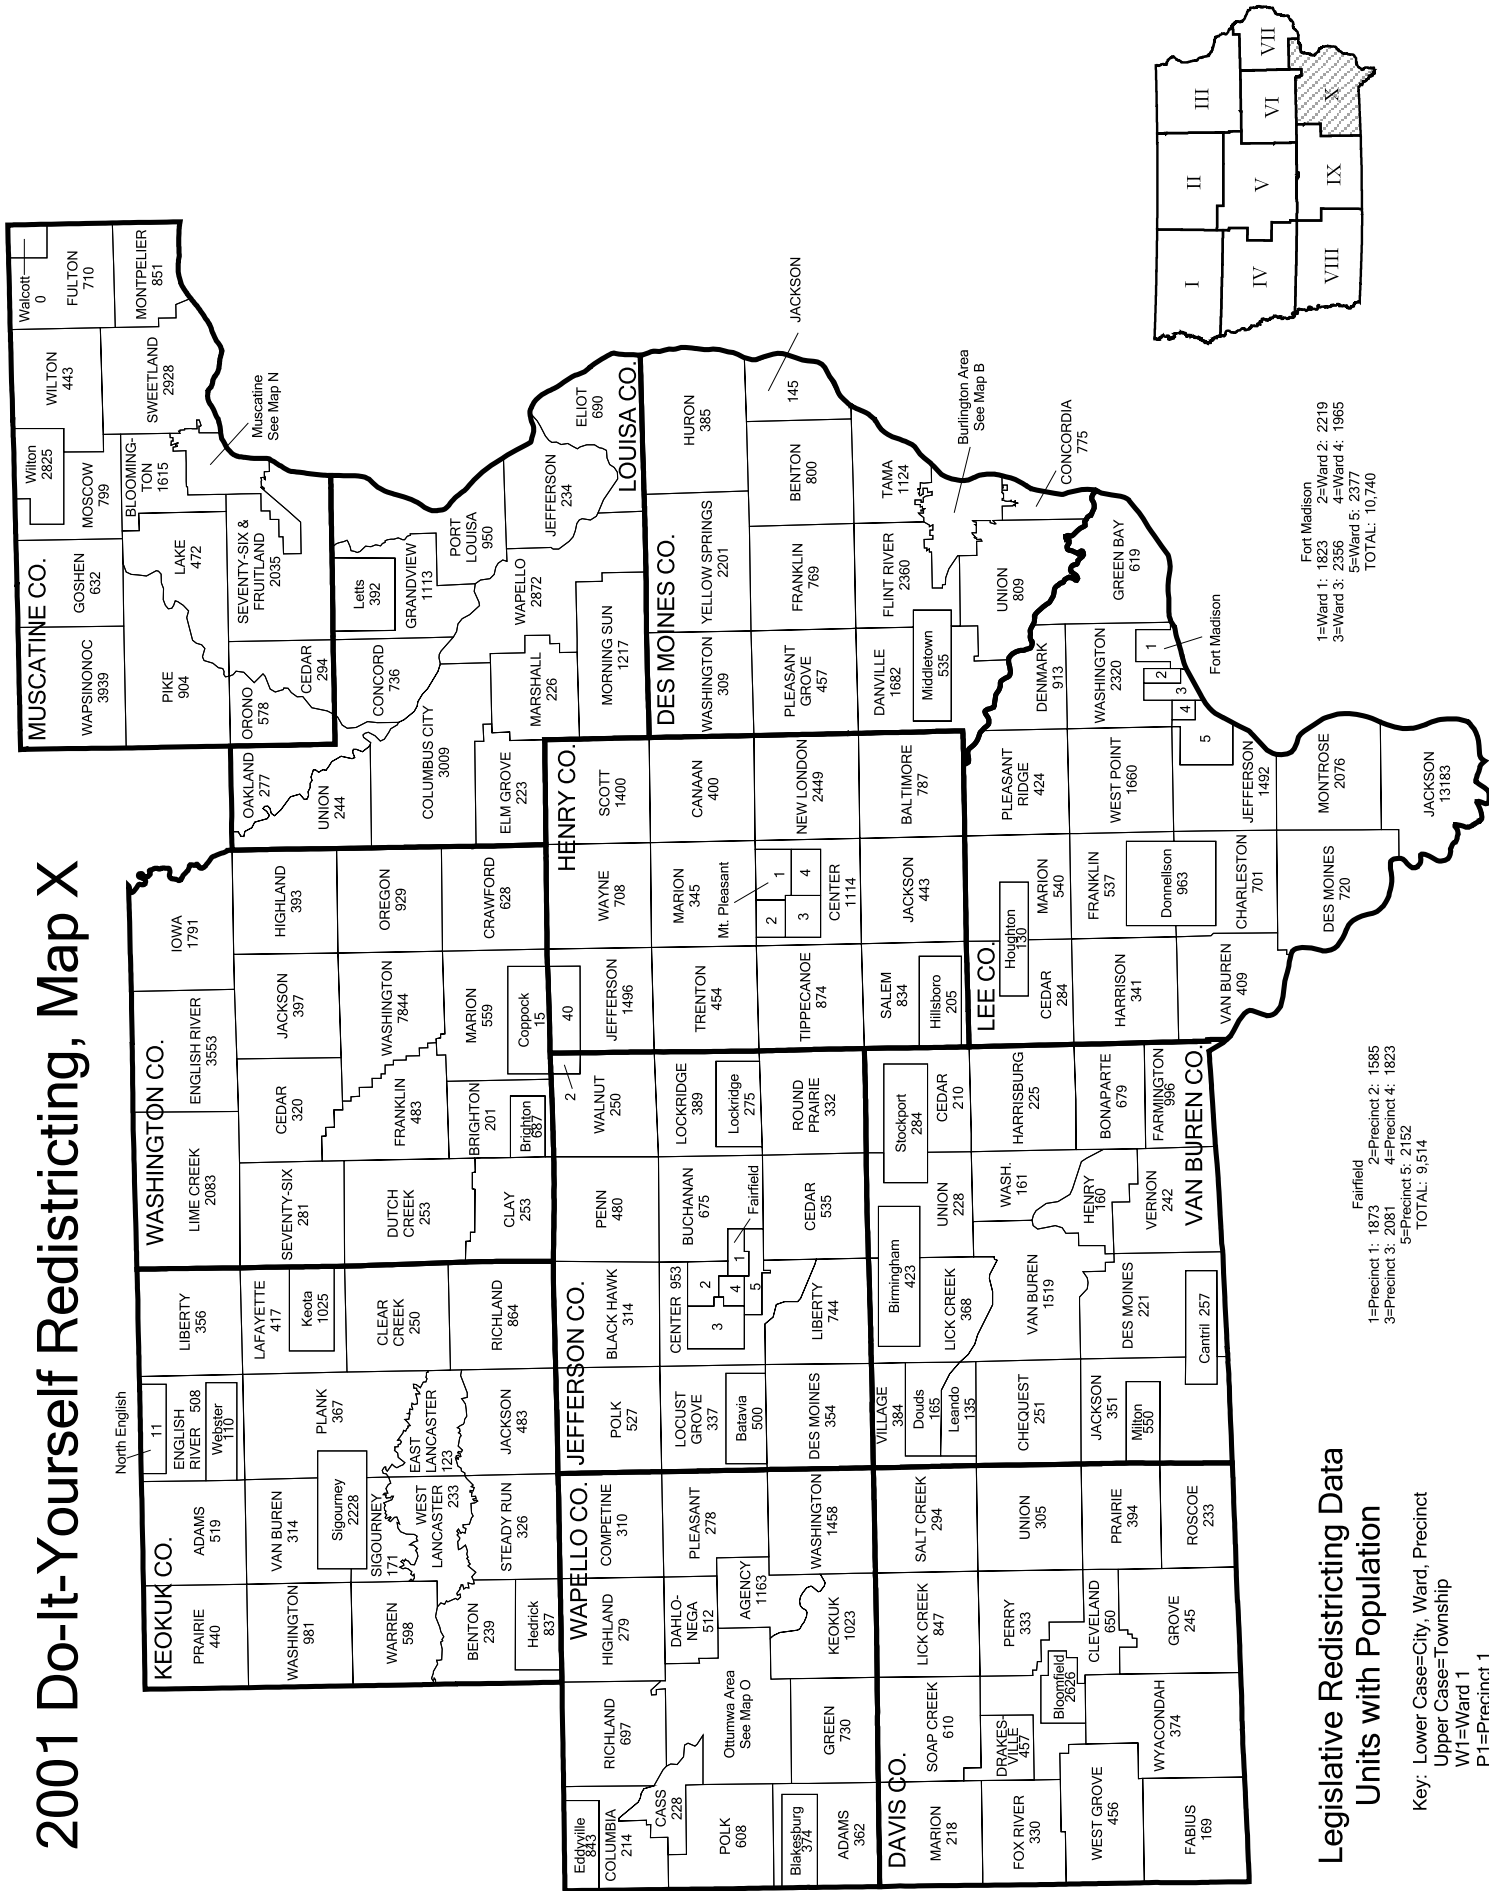 2001 Do-It-Yourself Redistricting, Map X
KEOKUK CO.
PRAIRIE
440
ADAMS
519
North English
11
ENGLISH
RIVER 508
Webster
110
LIBERTY
356
WASHINGTON
981
VAN BUREN
314
PLANK
367
LAFAYETTE
417
Keota
1025
Sigourney
2228
SIGOURNEY
171
WARREN
598
WEST
LANCASTER
233
EAST
LANCASTER
123
CLEAR
CREEK
250
BENTON
239
Hedrick
837
STEADY RUN
326
JACKSON
483
RICHLAND
864
WASHINGTON CO.
LIME CREEK
2083
ENGLISH RIVER
3553
IOWA
1791
SEVENTY-SIX
281
CEDAR
320
JACKSON
397
HIGHLAND
393
DUTCH
CREEK
253
FRANKLIN
483
WASHINGTON
7844
OREGON
929
CLAY
253
BRIGHTON
201
Brighton
687
MARION
559
Coppock
15
CRAWFORD
628
MUSCATINE CO.
WAPSINONOC
3939
GOSHEN
632
MOSCOW
799
Wilton
2825
WILTON
443
Walcott
0
FULTON
710
PIKE
904
LAKE
472
BLOOMING-
TON
1615
SWEETLAND
2928
MONTPELIER
851
ORONO
578
CEDAR
294
SEVENTY-SIX &
FRUITLAND
2035
Muscatine
See Map N
LOUISA CO.
OAKLAND
277
UNION
244
CONCORD
736
Letts
392
GRANDVIEW
1113
PORT
LOUISA
950
COLUMBUS CITY
3009
ELM GROVE
223
MARSHALL
226
WAPELLO
2872
JEFFERSON
234
ELIOT
690
MORNING SUN
1217
WAPELLO CO.
Eddyville
843
COLUMBIA
214
CASS
228
RICHLAND
697
HIGHLAND
279
COMPETINE
310
POLK
608
Ottumwa Area
See Map O
DAHLO-
NEGA
512
PLEASANT
278
AGENCY
1163
Blakesburg
374
ADAMS
362
GREEN
730
KEOKUK
1023
WASHINGTON
1458
JEFFERSON CO.
POLK
527
BLACK HAWK
314
PENN
480
WALNUT
250
2
LOCUST
GROVE
337
Batavia
500
CENTER 953
1
2
3
4
5
Fairfield
BUCHANAN
675
LOCKRIDGE
389
Lockridge
275
DES MOINES
354
LIBERTY
744
CEDAR
535
ROUND
PRAIRIE
332
HENRY CO.
40
JEFFERSON
1496
WAYNE
708
SCOTT
1400
TRENTON
454
MARION
345
CANAAN
400
Mt. Pleasant
1
2
3
4
TIPPECANOE
874
CENTER
1114
NEW LONDON
2449
SALEM
834
Hillsboro
205
JACKSON
443
BALTIMORE
787
DES MOINES CO.
WASHINGTON
309
YELLOW SPRINGS
2201
HURON
385
PLEASANT
GROVE
457
FRANKLIN
769
BENTON
800
145
JACKSON
DANVILLE
1682
Middletown
535
FLINT RIVER
2360
TAMA
1124
Burlington Area
See Map B
UNION
809
CONCORDIA
775
DAVIS CO.
MARION
218
SOAP CREEK
610
LICK CREEK
847
SALT CREEK
294
FOX RIVER
330
DRAKES-
VILLE
457
PERRY
333
UNION
305
Bloomfield
2626
CLEVELAND
650
PRAIRIE
394
WEST GROVE
456
WYACONDAH
374
GROVE
245
ROSCOE
233
FABIUS
169
VAN BUREN CO.
VILLAGE
384
Douds
165
Leando
135
Birmingham
423
LICK CREEK
368
UNION
228
Stockport
284
CEDAR
210
CHEQUEST
251
VAN BUREN
1519
WASH.
161
HARRISBURG
225
JACKSON
351
Milton
550
DES MOINES
221
Cantril 257
HENRY
160
VERNON
242
BONAPARTE
679
FARMINGTON
996
LEE CO.
CEDAR
284
Houghton
130
MARION
540
PLEASANT
RIDGE
424
DENMARK
913
GREEN BAY
619
HARRISON
341
FRANKLIN
537
Donnellson
963
WEST POINT
1660
WASHINGTON
2320
1
2
3
4
5
Fort Madison
VAN BUREN
409
CHARLESTON
701
JEFFERSON
1492
DES MOINES
720
MONTROSE
2076
JACKSON
13183
Legislative Redistricting Data
Units with Population
Key: Lower Case=City, Ward, Precinct
Upper Case=Township
W1=Ward 1
P1=Precinct 1
Fairfield
1=Precinct 1: 1873 2=Precinct 2: 1585
3=Precinct 3: 2081 4=Precinct 4: 1823
5=Precinct 5: 2152
TOTAL: 9,514
Fort Madison
1=Ward 1: 1823 2=Ward 2: 2219
3=Ward 3: 2356 4=Ward 4: 1965
5=Ward 5: 2377
TOTAL: 10,740
I
II
III
IV
V
VI
VII
VIII
IX
X